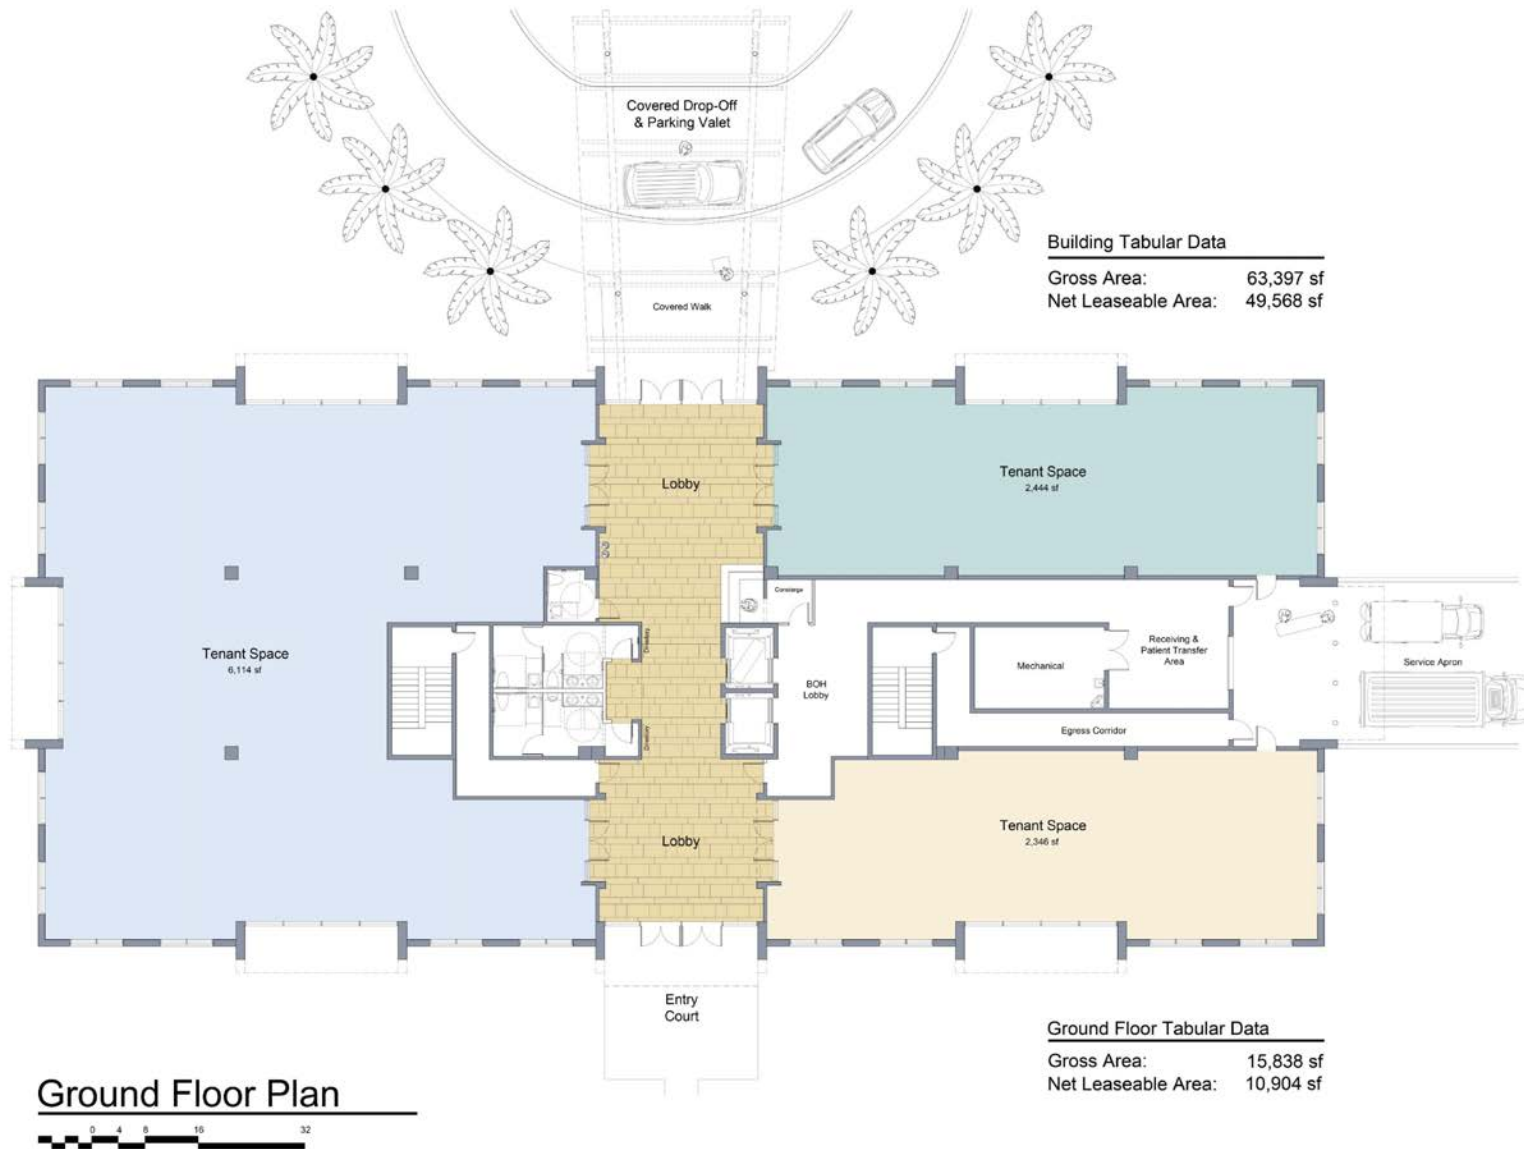 Covered Drop-Off
& Parking Valet
Building Tabular Data
Gross Area: 63,397 sf
Net Leaseable Area: 49,568 sf
Covered Walk
Lobby
Tenant Space
2,444 sf
Concierge
Directory
Tenant Space
6,114 sf
Receiving &
Patient Transfer
Area
Mechanical
Service Apron
BOH
Lobby
Directory
Egress Corridor
Lobby
Tenant Space
2,346 sf
Entry
Court
Ground Floor Tabular Data
Gross Area: 15,838 sf
Net Leaseable Area: 10,904 sf
Ground Floor Plan
0 4 8 16 32